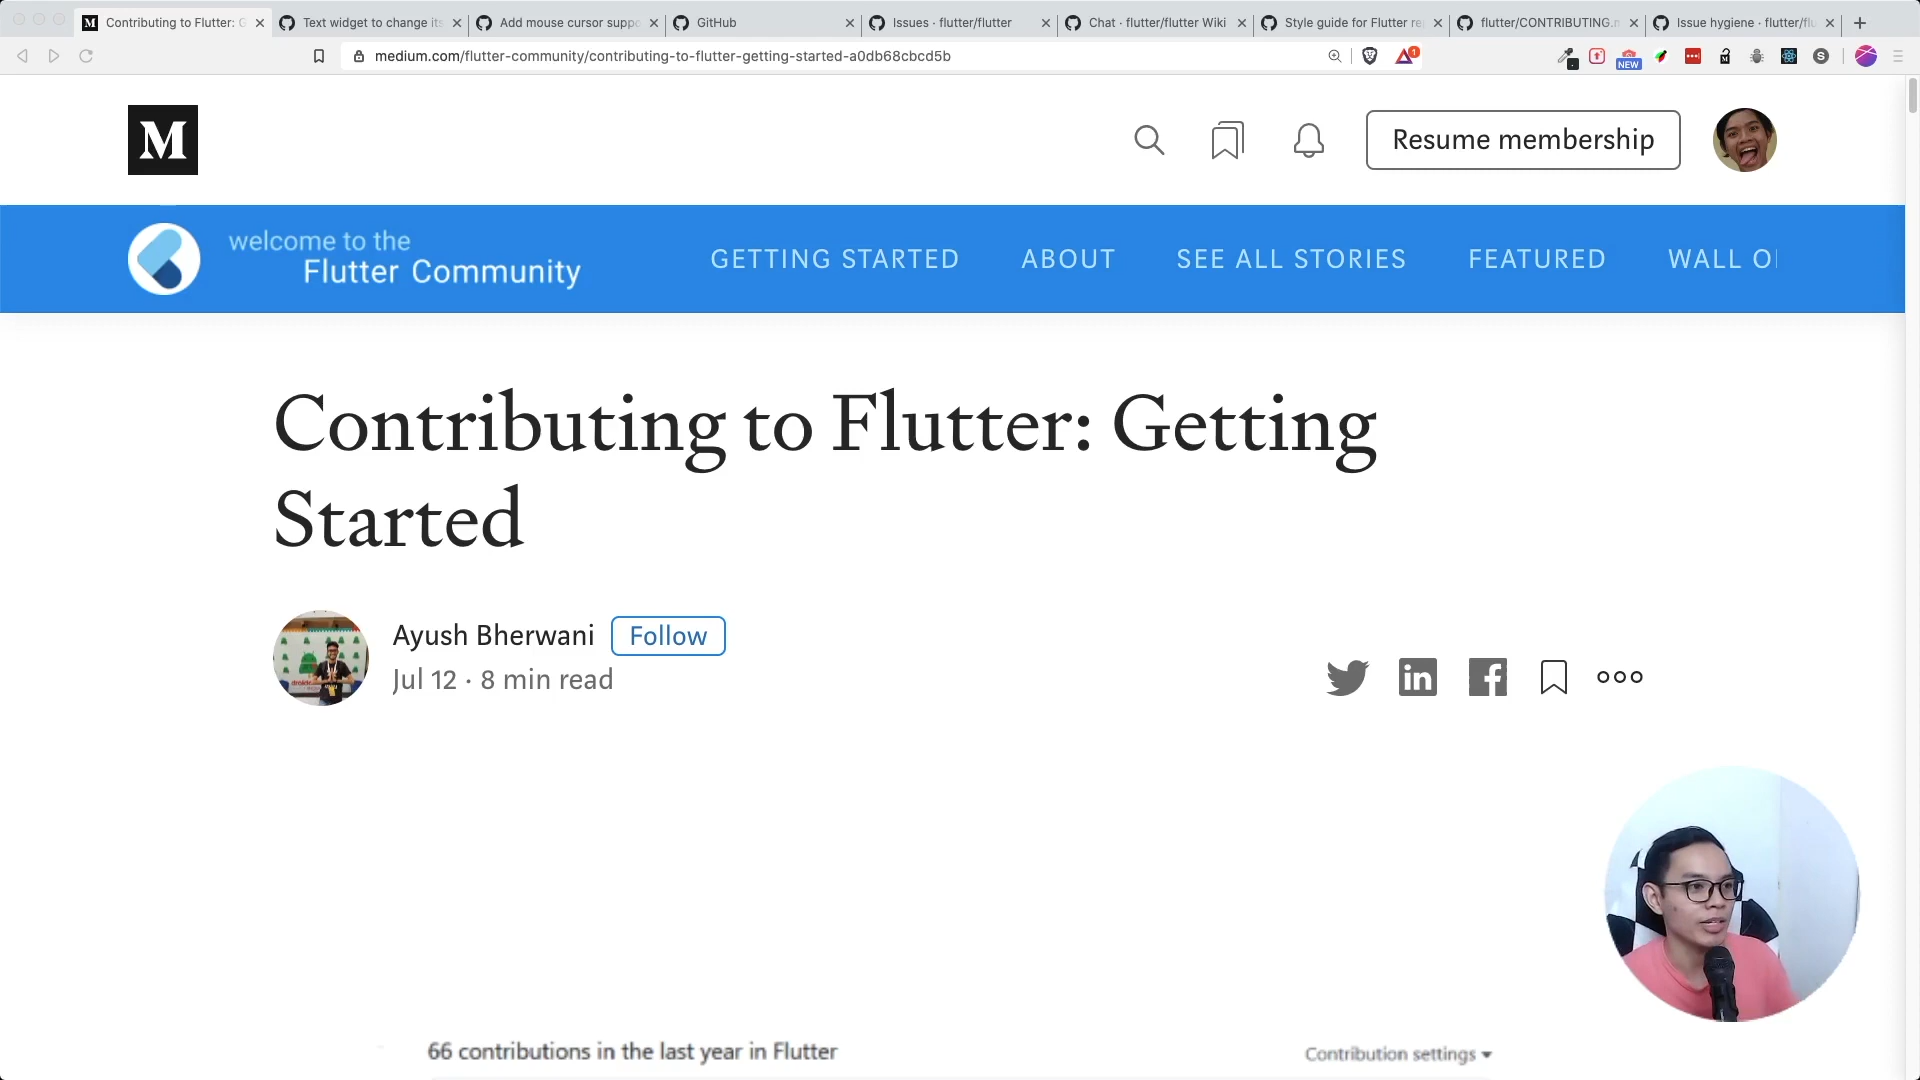 Contributing to Flutter: G
Text widget to change its
Add mouse cursor suppo
GitHub
Issues · flutter/flutter
Chat · flutter/flutter Wiki
Style guide for Flutter re
flutter/CONTRIBUTING.m
Issue hygiene · flutter/flu
medium.com/flutter-community/contributing-to-flutter-getting-started-a0db68cbcd5b
1
NEW
S
M
Resume membership
welcome to the
Flutter Community
GETTING STARTED
ABOUT
SEE ALL STORIES
FEATURED
WALL O
Contributing to Flutter: Getting
Started
Ayush Bherwani
Follow
Jul 12 · 8 min read
66 contributions in the last year in Flutter
Contribution settings